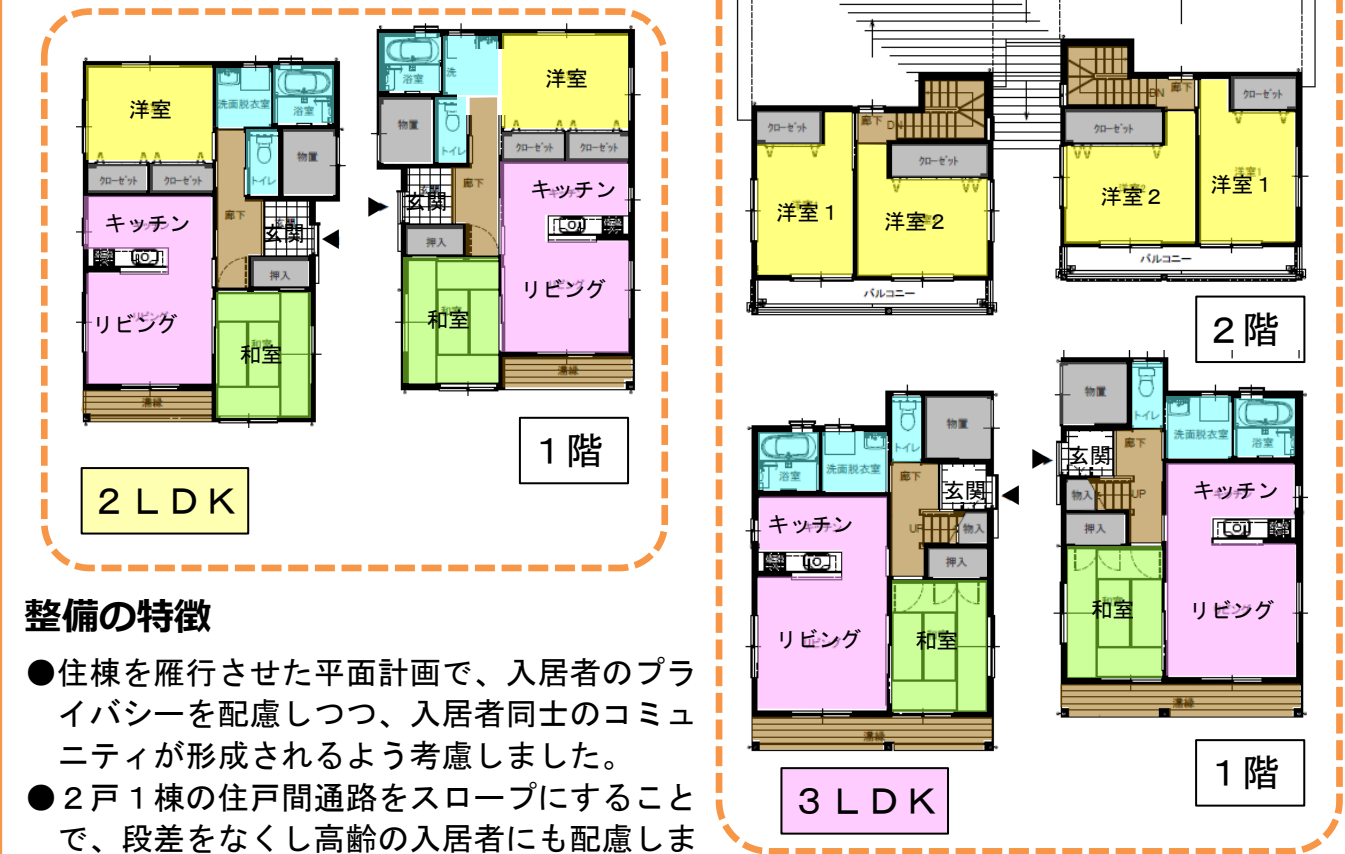 洋室
洗面脱衣室
浴室
クローゼット
クローゼット
トイレ
物置
キッチン
廊下
玄関
押入
リビング
和室
濡縁
浴室
洗
洋室
物置
トイレ
クローゼット
クローゼット
玄関
廊下
キッチン
押入
リビング
和室
濡縁
1階
2LDK
整備の特徴
●住棟を雁行させた平面計画で、入居者のプラ
イバシーを配慮しつつ、入居者同士のコミュ
ニティが形成されるよう考慮しました。
●2戸1棟の住戸間通路をスロープにすること
で、段差をなくし高齢の入居者にも配慮しま
クローゼット
廊下
DN
クローゼット
洋室1
洋室2
バルコニー
DN
廊下
クローゼット
クローゼット
洋室2
洋室1
バルコニー
2階
浴室
洗面脱衣室
トイレ
物置
廊下
玄関
キッチン
UP
物入
押入
リビング
和室
濡縁
物置
トイレ
洗面脱衣室
浴室
玄関
廊下
物入
UP
キッチン
押入
和室
リビング
濡縁
1階
3LDK